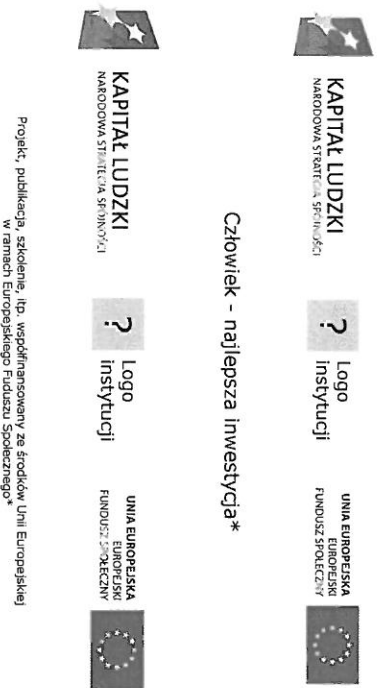 KAPITAŁ LUDZKI
NARODOWA STRATEGIA SPÓJNOŚCI
?
Logo
instytucji
UNIA EUROPEJSKA
EUROPEJSKI
FUNDUSZ SPOŁECZNY
Człowiek - najlepsza inwestycja*
KAPITAŁ LUDZKI
NARODOWA STRATEGIA SPÓJNOŚCI
?
Logo
instytucji
UNIA EUROPEJSKA
EUROPEJSKI
FUNDUSZ SPOŁECZNY
Projekt, publikacja, szkolenie, itp. współfinansowany ze środków Unii Europejskiej
w ramach Europejskiego Fuduszu Społecznego*